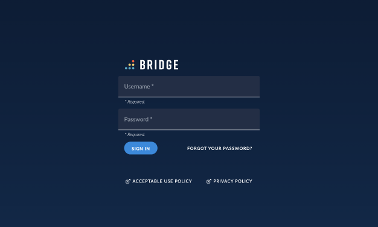 BRIDGE
Username *
* Required
Password *
* Required
SIGN IN
FORGOT YOUR PASSWORD?
ACCEPTABLE USE POLICY
PRIVACY POLICY